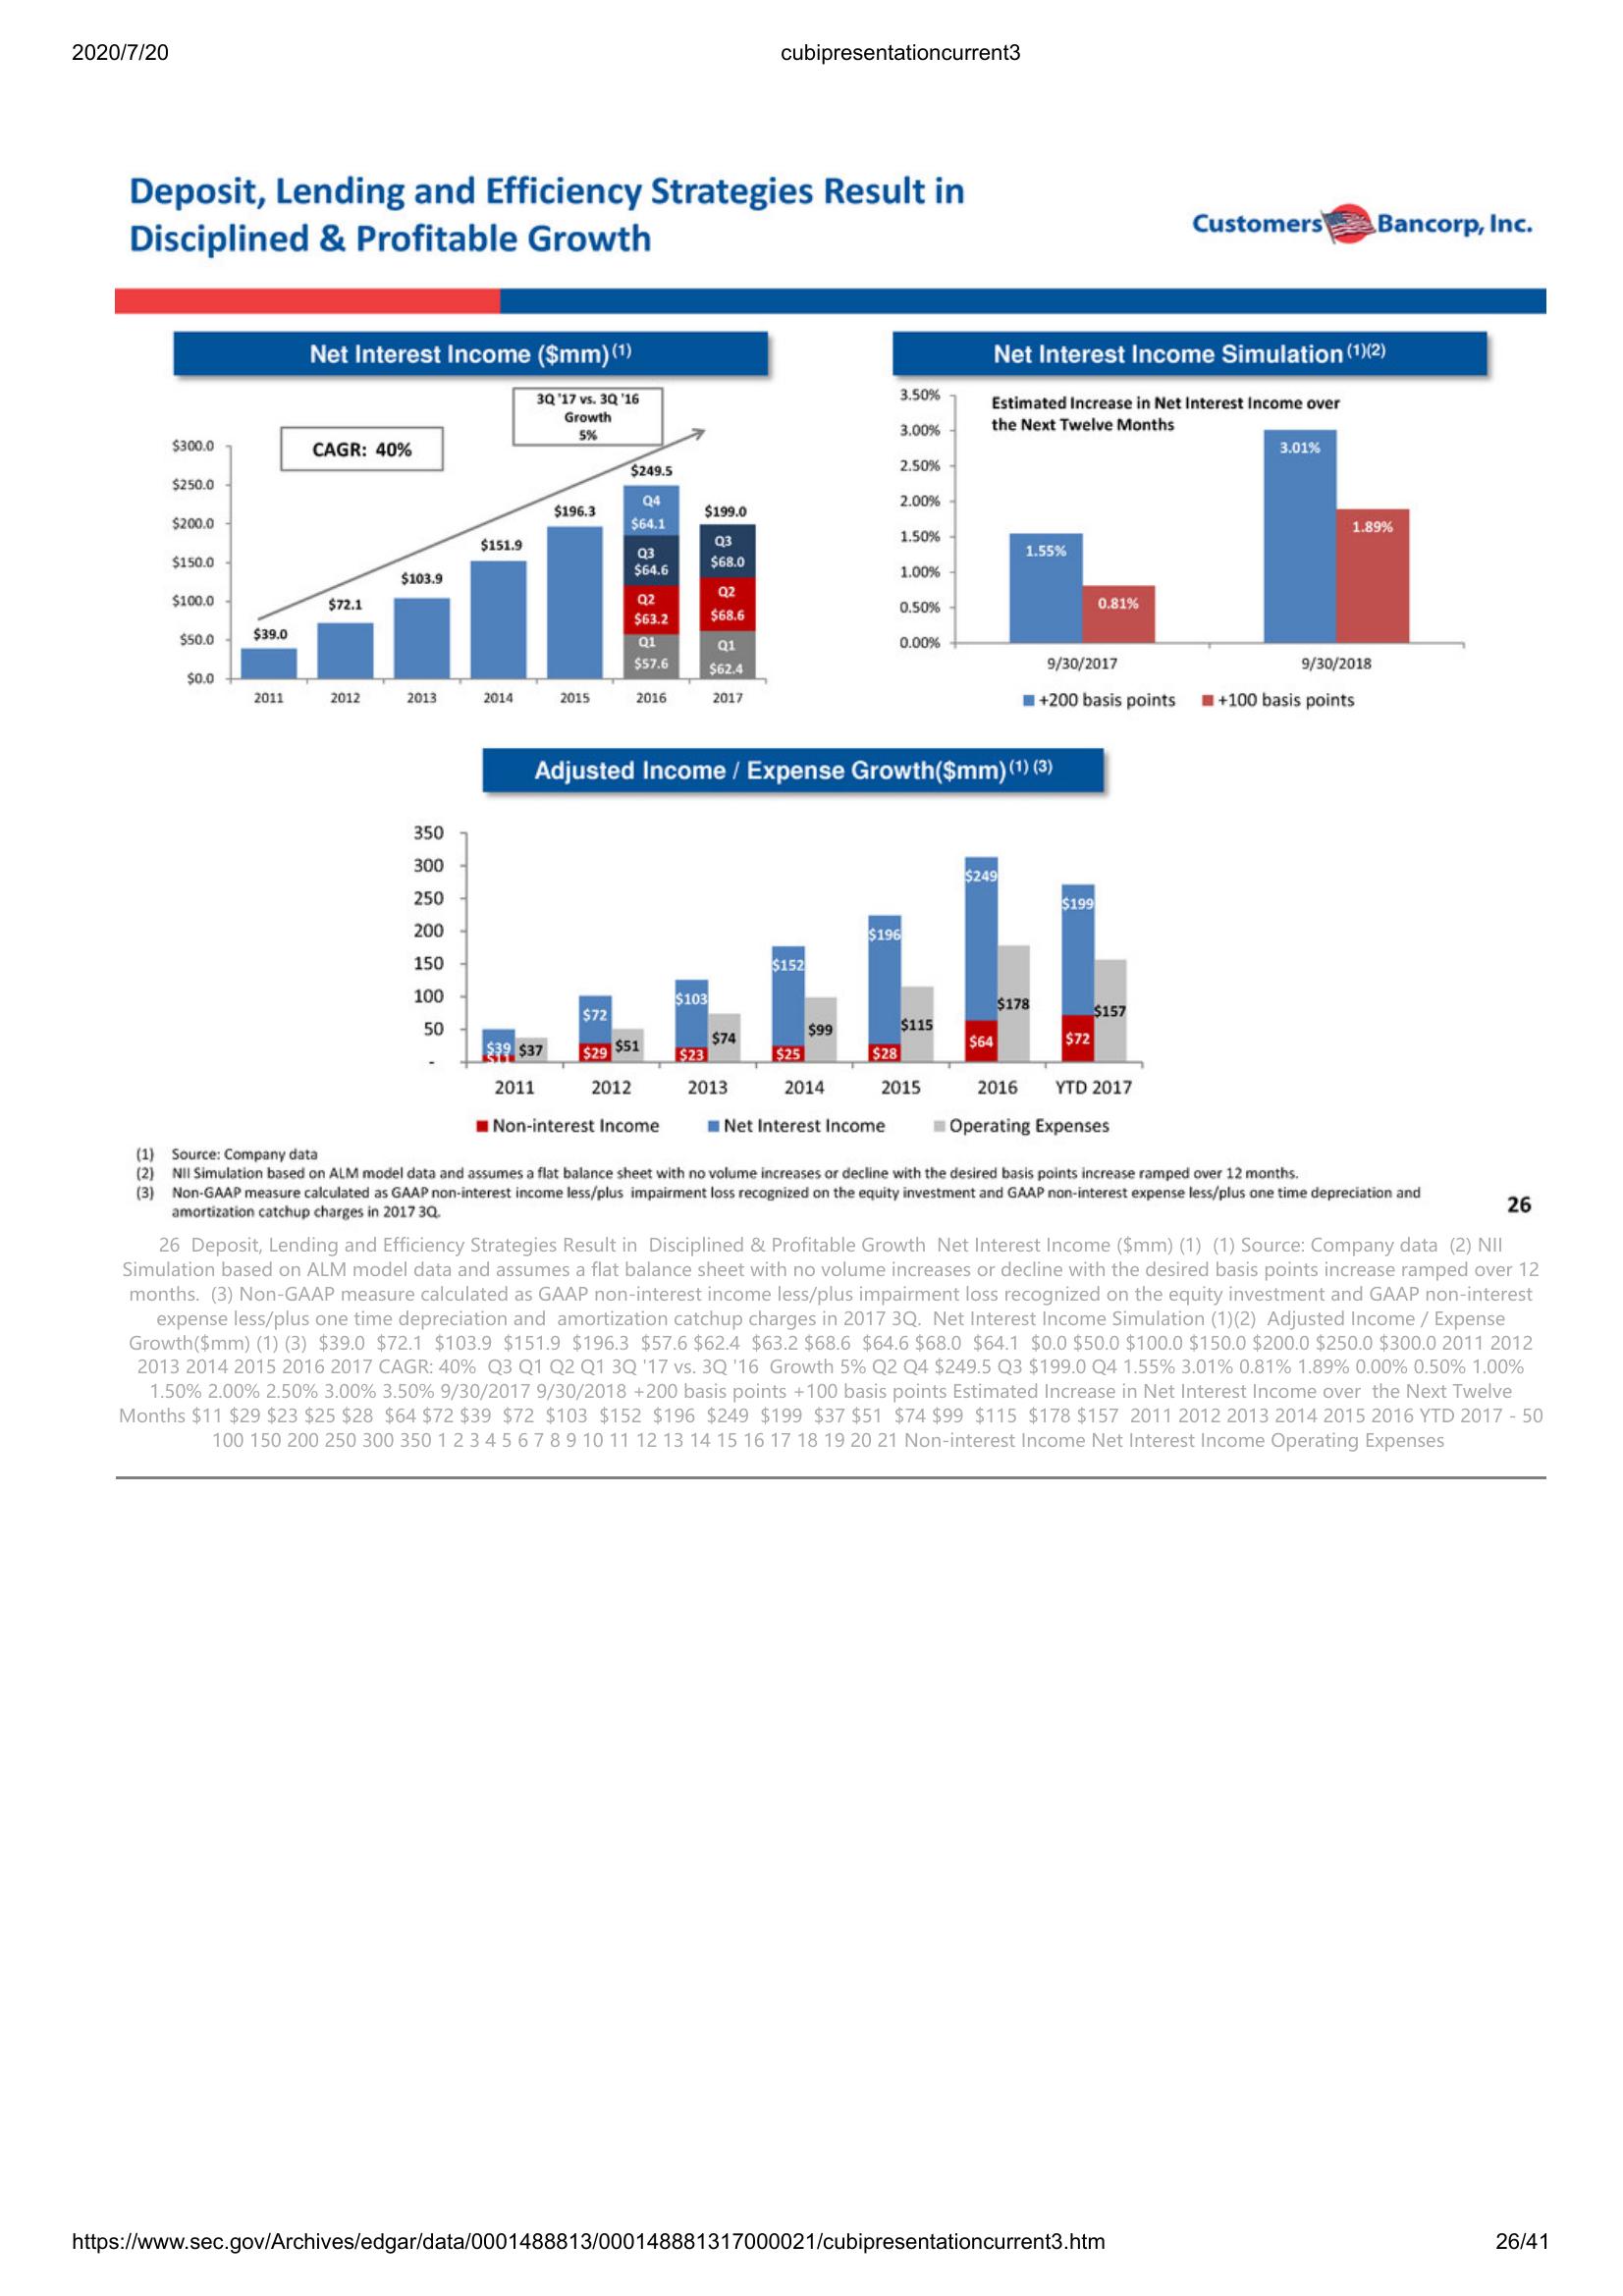 2020/7/20 cubipresentationcurrent3
Deposit, Lending and Efficiency Strategies Result in
Disciplined & Profitable Growth
Customers Bancorp, Inc.
Net Interest Income ($mm) (1)
3Q '17 vs. 3Q '16
Growth
5%
CAGR: 40%
$300.0
$250.0
$200.0
$150.0
$100.0
$50.0
$0.0
$39.0
$72.1
$103.9
$151.9
$196.3
$249.5
Q4
$64.1
Q3
$64.6
Q2
$63.2
Q1
$57.6
$199.0
Q3
$68.0
Q2
$68.6
Q1
$62.4
2011 2012 2013 2014 2015 2016 2017
Net Interest Income Simulation (1)(2)
Estimated Increase in Net Interest Income over
the Next Twelve Months
3.50%
3.00%
2.50%
2.00%
1.50%
1.00%
0.50%
0.00%
1.55%
0.81%
3.01%
1.89%
9/30/2017 9/30/2018
+200 basis points +100 basis points
Adjusted Income / Expense Growth($mm) (1) (3)
350
300
250
200
150
100
50
-
$39
$11
$37
$72
$29
$51
$103
$23
$74
$152
$25
$99
$196
$28
$115
$249
$64
$178
$199
$72
$157
2011 2012 2013 2014 2015 2016 YTD 2017
Non-interest Income Net Interest Income Operating Expenses
(1) Source: Company data
(2) NII Simulation based on ALM model data and assumes a flat balance sheet with no volume increases or decline with the desired basis points increase ramped over 12 months.
(3) Non-GAAP measure calculated as GAAP non-interest income less/plus impairment loss recognized on the equity investment and GAAP non-interest expense less/plus one time depreciation and
amortization catchup charges in 2017 3Q.
26
26 Deposit, Lending and Efficiency Strategies Result in Disciplined & Profitable Growth Net Interest Income ($mm) (1) (1) Source: Company data (2) NII
Simulation based on ALM model data and assumes a flat balance sheet with no volume increases or decline with the desired basis points increase ramped over 12
months. (3) Non-GAAP measure calculated as GAAP non-interest income less/plus impairment loss recognized on the equity investment and GAAP non-interest
expense less/plus one time depreciation and amortization catchup charges in 2017 3Q. Net Interest Income Simulation (1)(2) Adjusted Income / Expense
Growth($mm) (1) (3) $39.0 $72.1 $103.9 $151.9 $196.3 $57.6 $62.4 $63.2 $68.6 $64.6 $68.0 $64.1 $0.0 $50.0 $100.0 $150.0 $200.0 $250.0 $300.0 2011 2012
2013 2014 2015 2016 2017 CAGR: 40% Q3 Q1 Q2 Q1 3Q '17 vs. 3Q '16 Growth 5% Q2 Q4 $249.5 Q3 $199.0 Q4 1.55% 3.01% 0.81% 1.89% 0.00% 0.50% 1.00%
1.50% 2.00% 2.50% 3.00% 3.50% 9/30/2017 9/30/2018 +200 basis points +100 basis points Estimated Increase in Net Interest Income over the Next Twelve
Months $11 $29 $23 $25 $28 $64 $72 $39 $72 $103 $152 $196 $249 $199 $37 $51 $74 $99 $115 $178 $157 2011 2012 2013 2014 2015 2016 YTD 2017 - 50
100 150 200 250 300 350 1 2 3 4 5 6 7 8 9 10 11 12 13 14 15 16 17 18 19 20 21 Non-interest Income Net Interest Income Operating Expenses
https://www.sec.gov/Archives/edgar/data/0001488813/000148881317000021/cubipresentationcurrent3.htm 26/41